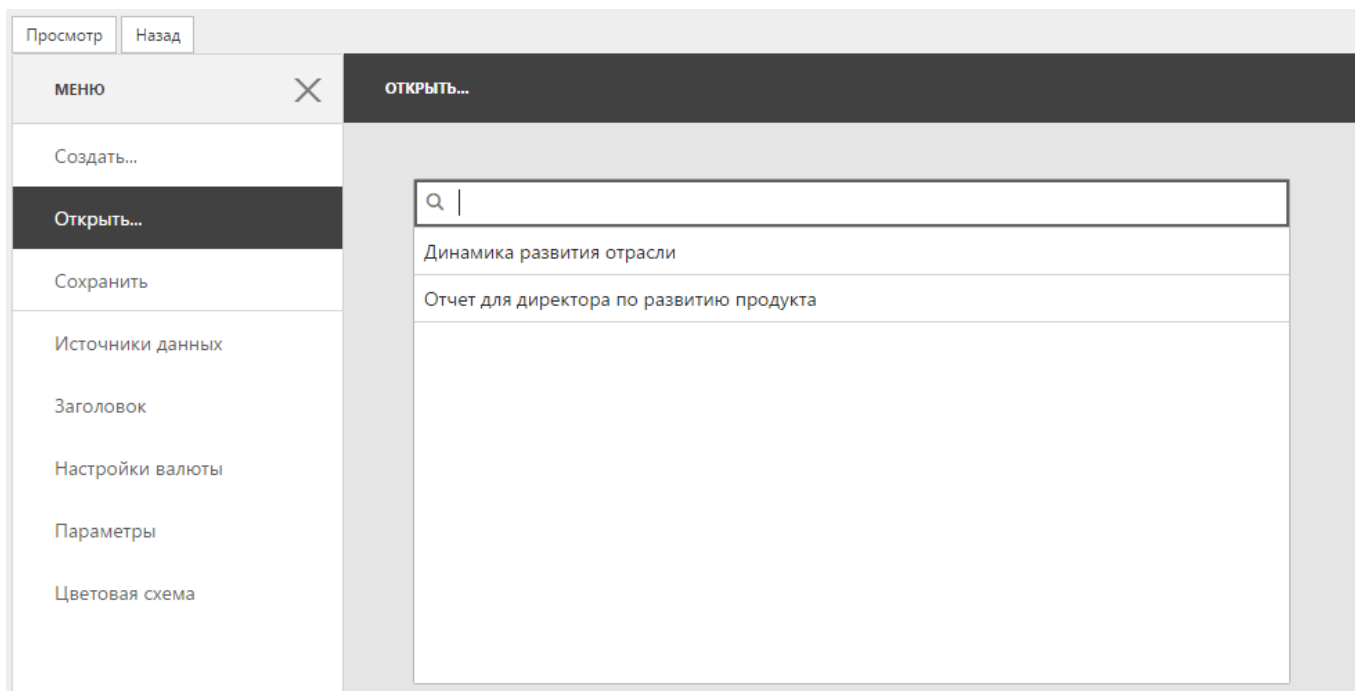 Просмотр Назад
МЕНЮ
ОТКРЫТЬ...
Создать...
Открыть...
Сохранить
Источники данных
Заголовок
Настройки валюты
Параметры
Цветовая схема
Динамика развития отрасли
Отчет для директора по развитию продукта